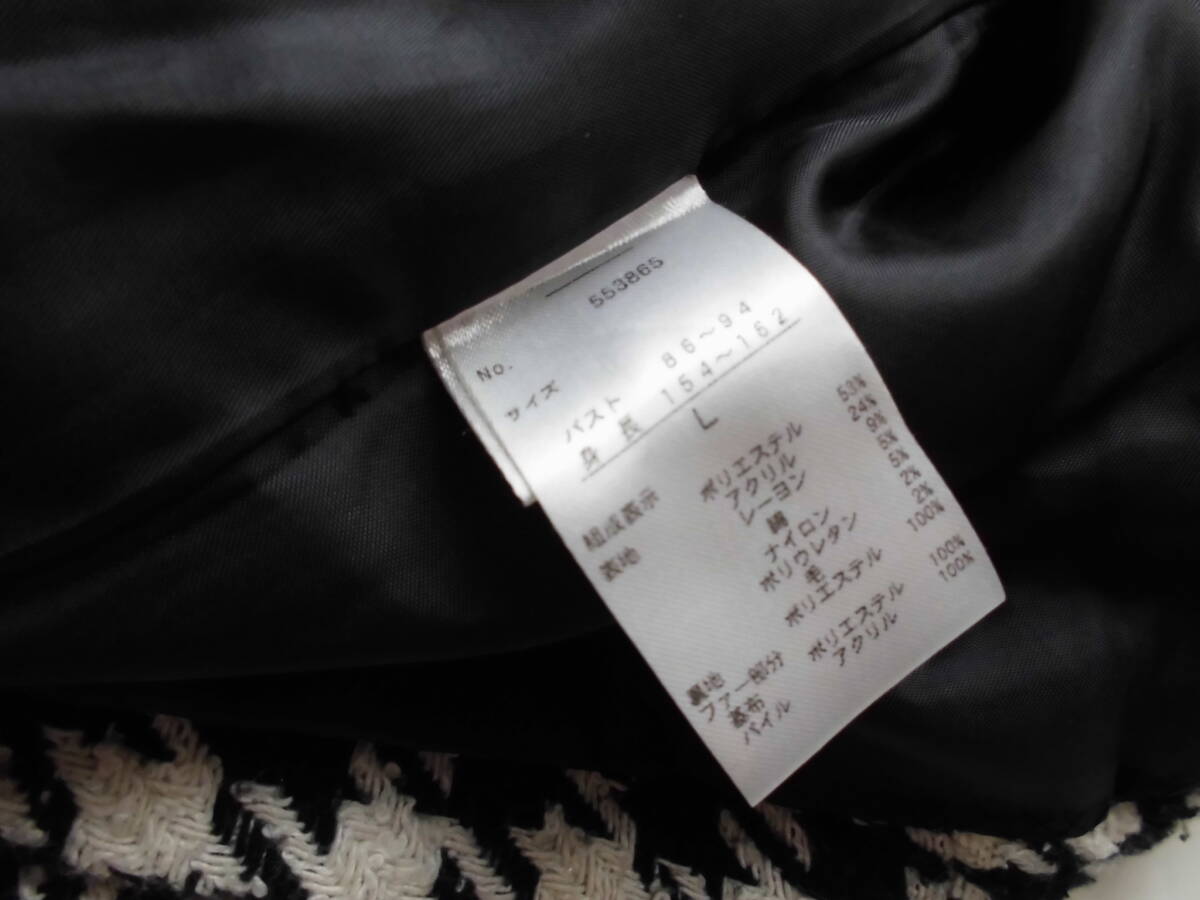 No. 553865
サイズ
バスト 86〜94
身長 154〜162
L
組成表示
表地 ポリエステル 53%
アクリル 24%
レーヨン 9%
綿 5%
ナイロン 5%
ポリウレタン 2%
毛 2%
裏地 ポリエステル 100%
ファー部分
基布 ポリエステル 100%
パイル アクリル 100%